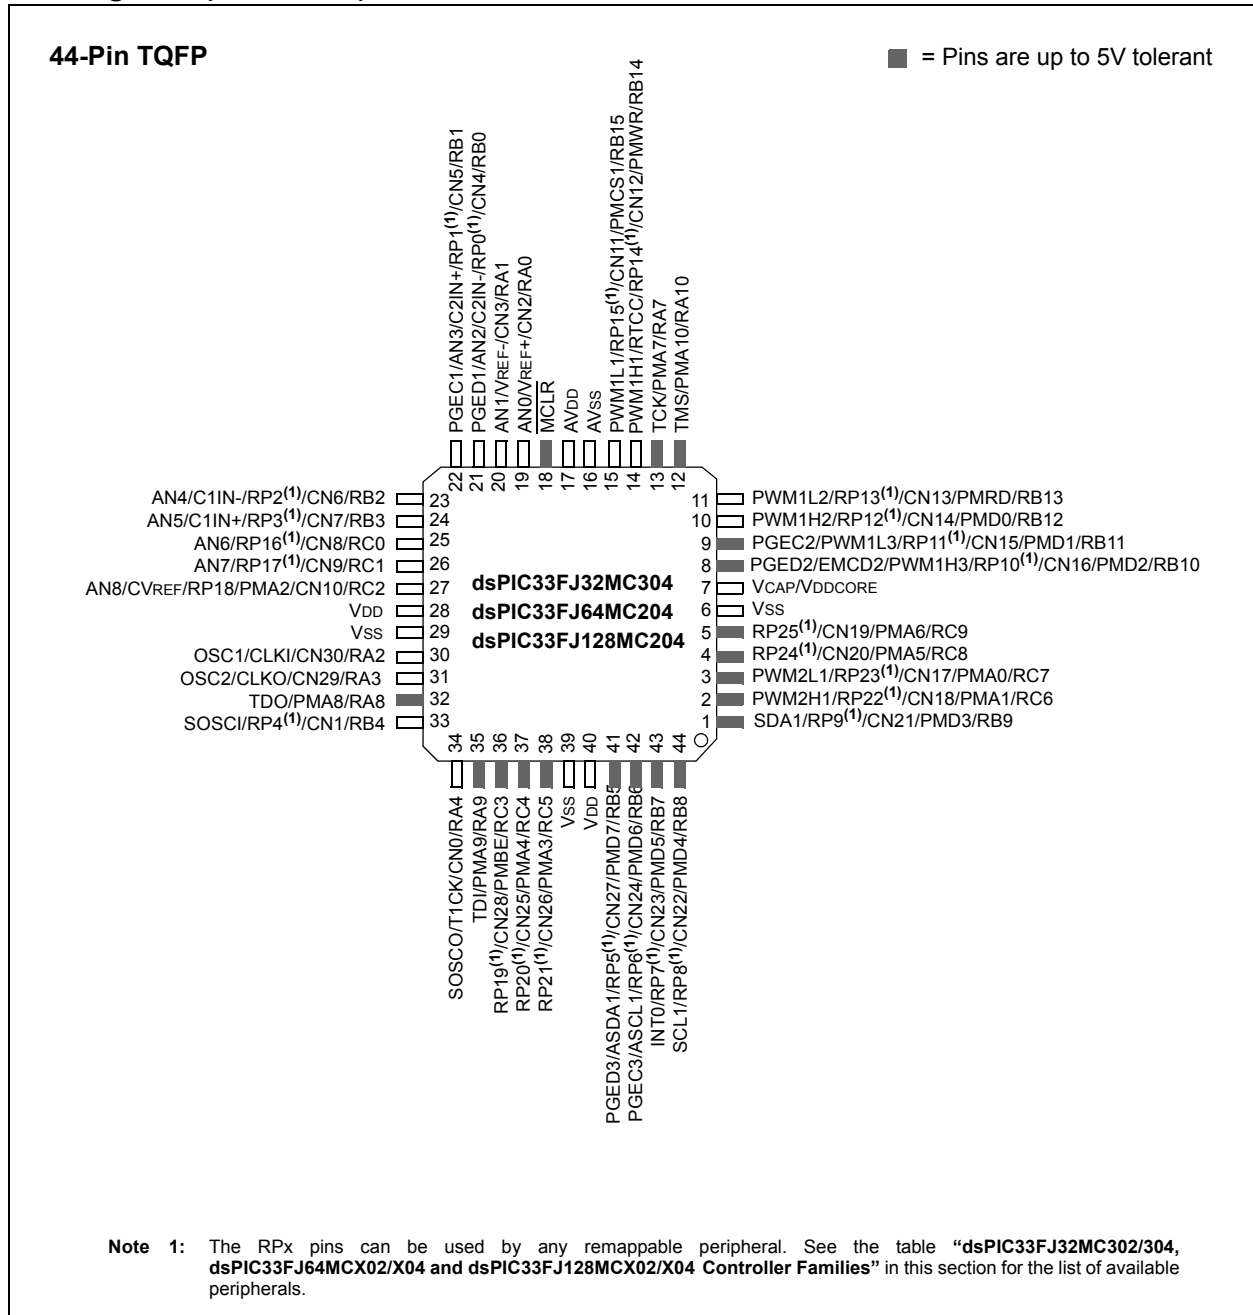 44-Pin TQFP
= Pins are up to 5V tolerant
PGEC1/AN3/C2IN+/RP1(1)/CN5/RB1
PGED1/AN2/C2IN-/RP0(1)/CN4/RB0
AN1/VREF-/CN3/RA1
AN0/VREF+/CN2/RA0
MCLR
AVDD
AVSS
PWM1L1/RP15(1)/CN11/PMCS1/RB15
PWM1H1/RTCC/RP14(1)/CN12/PMWR/RB14
TCK/PMA7/RA7
TMS/PMA10/RA10
22 21 20 19 18 17 16 15 14 13 12
AN4/C1IN-/RP2(1)/CN6/RB2 23
AN5/C1IN+/RP3(1)/CN7/RB3 24
AN6/RP16(1)/CN8/RC0 25
AN7/RP17(1)/CN9/RC1 26
AN8/CVREF/RP18/PMA2/CN10/RC2 27
VDD 28
VSS 29
OSC1/CLKI/CN30/RA2 30
OSC2/CLKO/CN29/RA3 31
TDO/PMA8/RA8 32
SOSCI/RP4(1)/CN1/RB4 33
dsPIC33FJ32MC304
dsPIC33FJ64MC204
dsPIC33FJ128MC204
11 PWM1L2/RP13(1)/CN13/PMRD/RB13
10 PWM1H2/RP12(1)/CN14/PMD0/RB12
9 PGEC2/PWM1L3/RP11(1)/CN15/PMD1/RB11
8 PGED2/EMCD2/PWM1H3/RP10(1)/CN16/PMD2/RB10
7 VCAP/VDDCORE
6 VSS
5 RP25(1)/CN19/PMA6/RC9
4 RP24(1)/CN20/PMA5/RC8
3 PWM2L1/RP23(1)/CN17/PMA0/RC7
2 PWM2H1/RP22(1)/CN18/PMA1/RC6
1 SDA1/RP9(1)/CN21/PMD3/RB9
34 35 36 37 38 39 40 41 42 43 44
SOSCO/T1CK/CN0/RA4
TDI/PMA9/RA9
RP19(1)/CN28/PMBE/RC3
RP20(1)/CN25/PMA4/RC4
RP21(1)/CN26/PMA3/RC5
VSS
VDD
PGED3/ASDA1/RP5(1)/CN27/PMD7/RB5
PGEC3/ASCL1/RP6(1)/CN24/PMD6/RB6
INT0/RP7(1)/CN23/PMD5/RB7
SCL1/RP8(1)/CN22/PMD4/RB8
Note 1: The RPx pins can be used by any remappable peripheral. See the table “dsPIC33FJ32MC302/304,
dsPIC33FJ64MCX02/X04 and dsPIC33FJ128MCX02/X04 Controller Families” in this section for the list of available
peripherals.